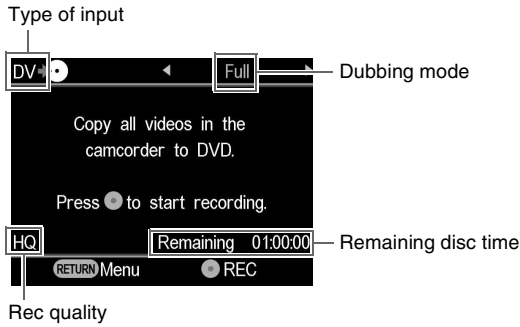 Type of input
DV Full
Dubbing mode
Copy all videos in the
camcorder to DVD.
Press to start recording.
HQ Remaining 01:00:00
Remaining disc time
RETURN Menu REC
Rec quality